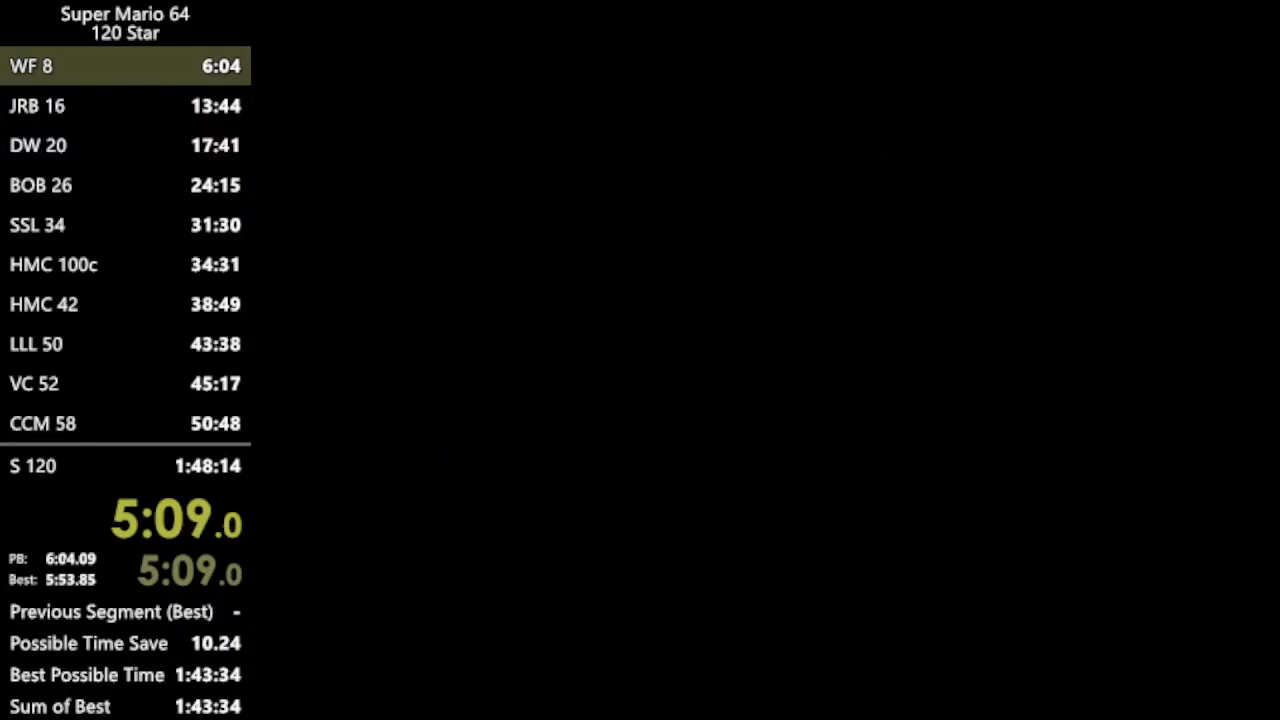 Super Mario 64
120 Star
WF 8 6:04
JRB 16 13:44
DW 20 17:41
BOB 26 24:15
SSL 34 31:30
HMC 100c 34:31
HMC 42 38:49
LLL 50 43:38
VC 52 45:17
CCM 58 50:48
S 120 1:48:14
5:09.0
PB: 6:04.09
Best: 5:53.85
5:09.0
Previous Segment (Best) -
Possible Time Save 10.24
Best Possible Time 1:43:34
Sum of Best 1:43:34